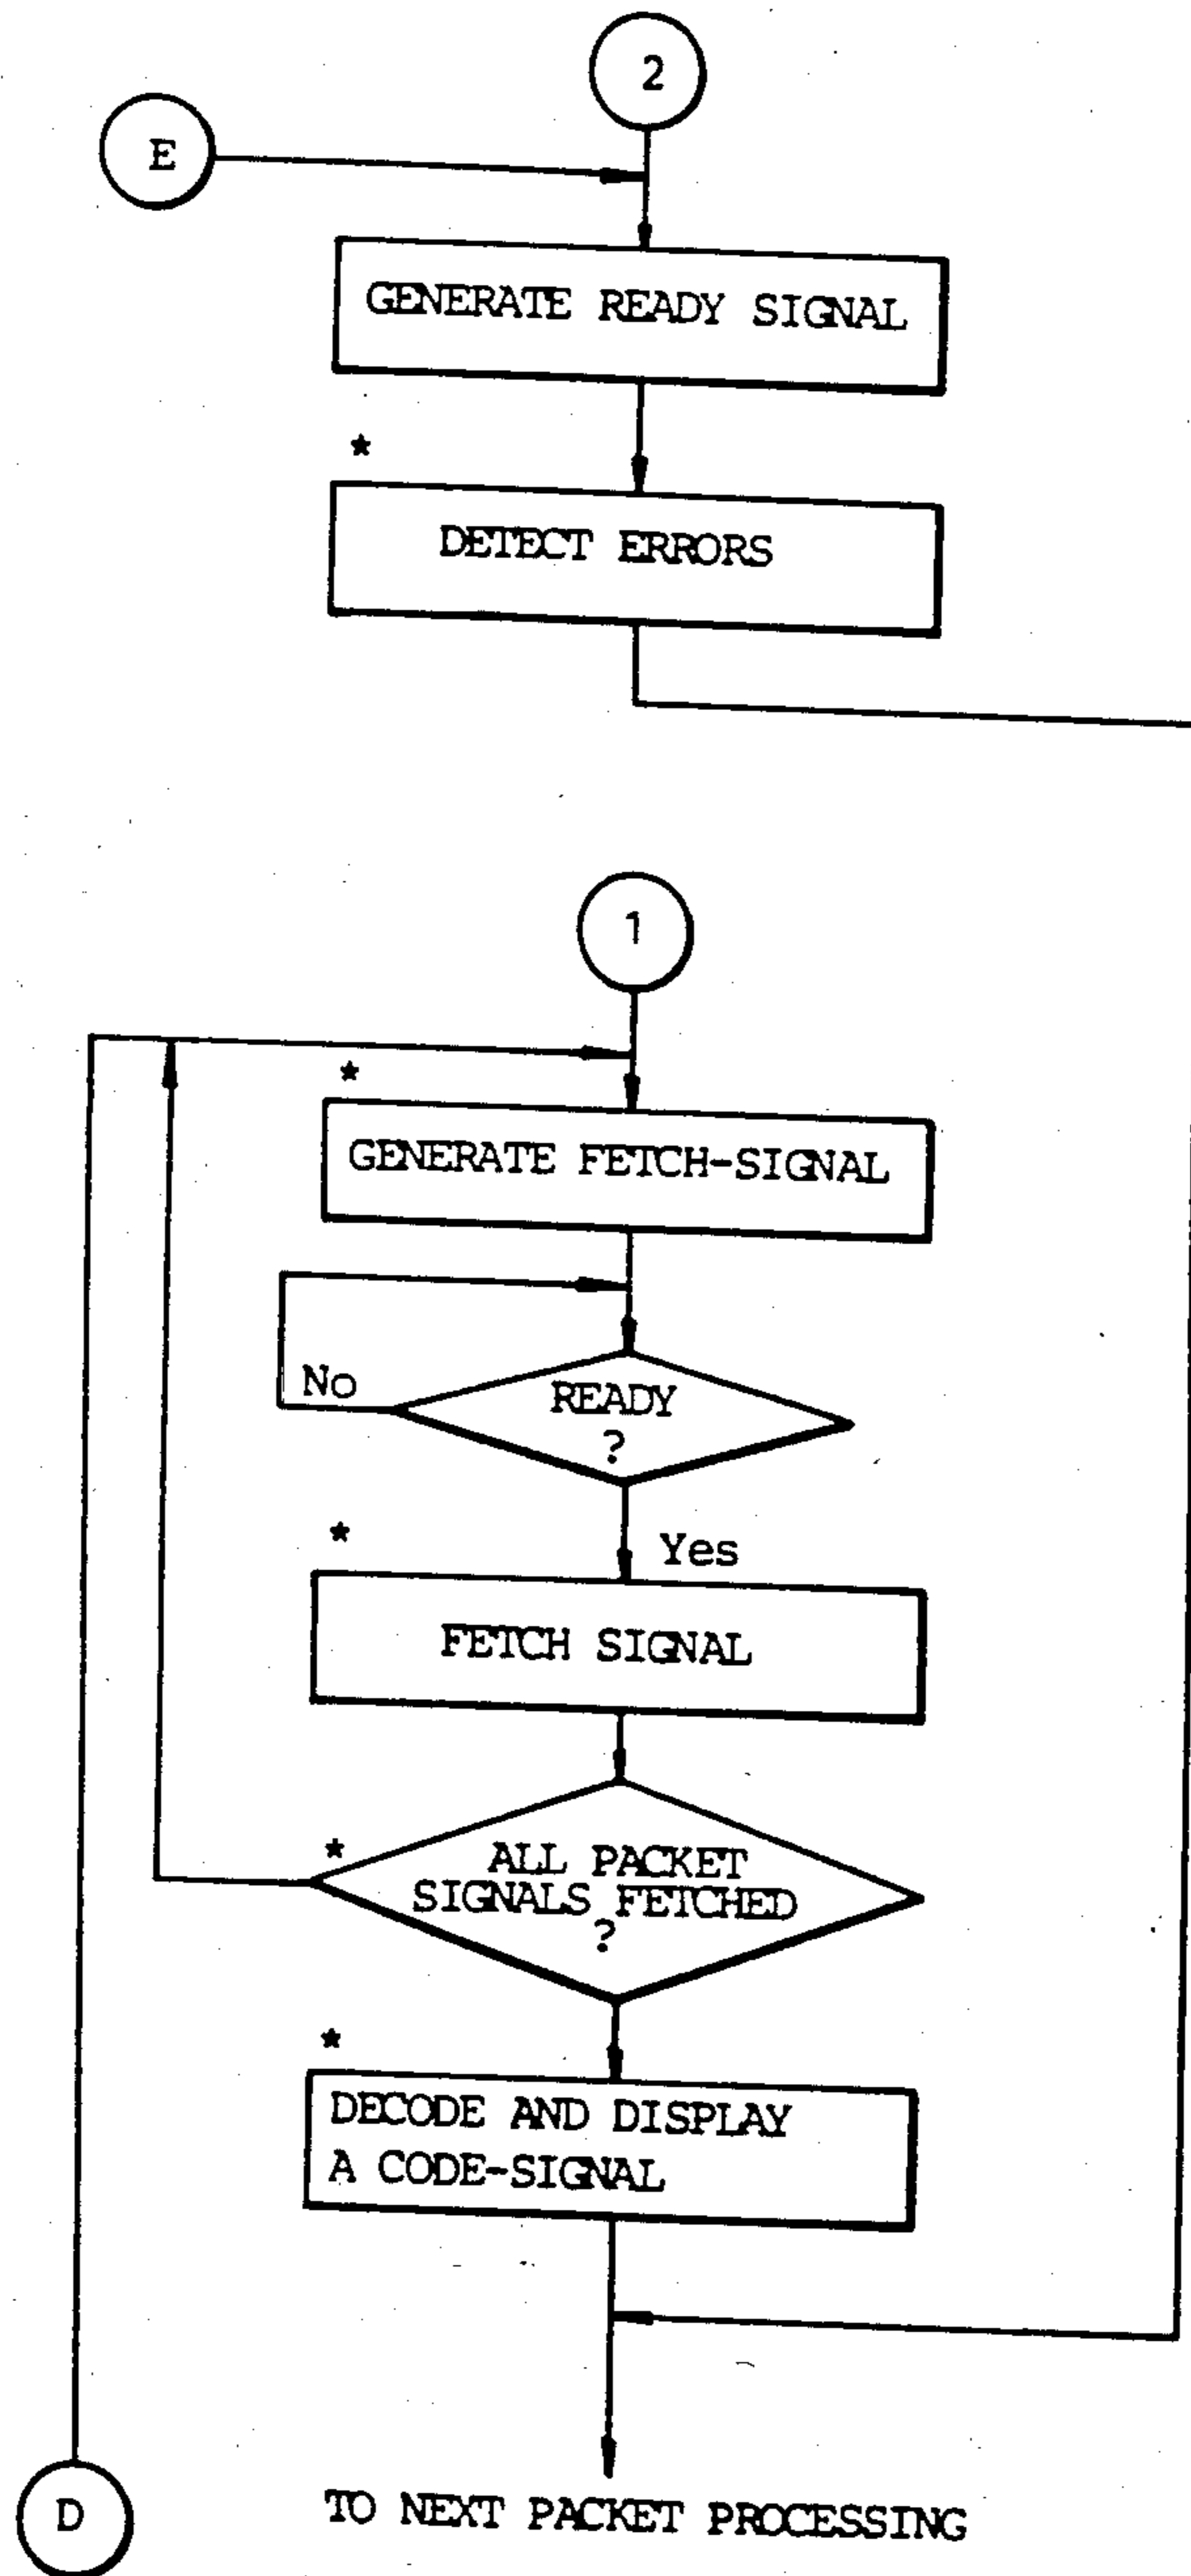 2
E
GENERATE READY SIGNAL
*
DETECT ERRORS
1
*
GENERATE FETCH-SIGNAL
No
READY
?
*
Yes
FETCH SIGNAL
*
ALL PACKET
SIGNALS FETCHED
?
*
DECODE AND DISPLAY
A CODE-SIGNAL
D
TO NEXT PACKET PROCESSING